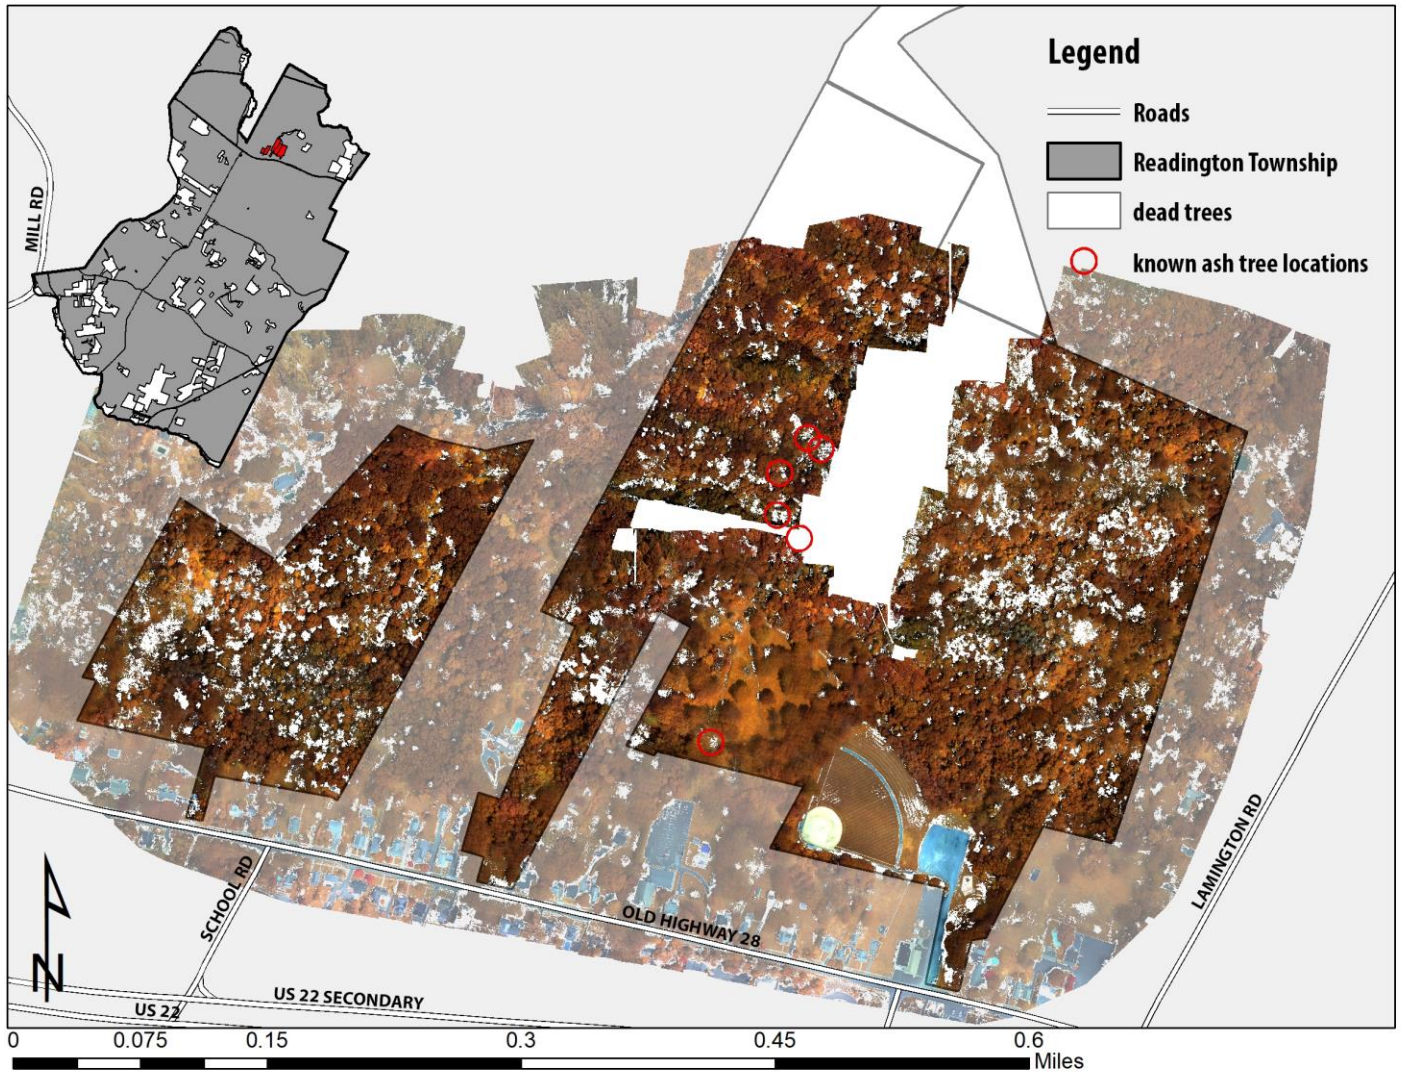 Legend
Roads
Readington Township
dead trees
known ash tree locations
MILL RD
LAMINGTON RD
SCHOOL RD
OLD HIGHWAY 28
US 22 SECONDARY
US 22
N
0 0.075 0.15 0.3 0.45 0.6
Miles